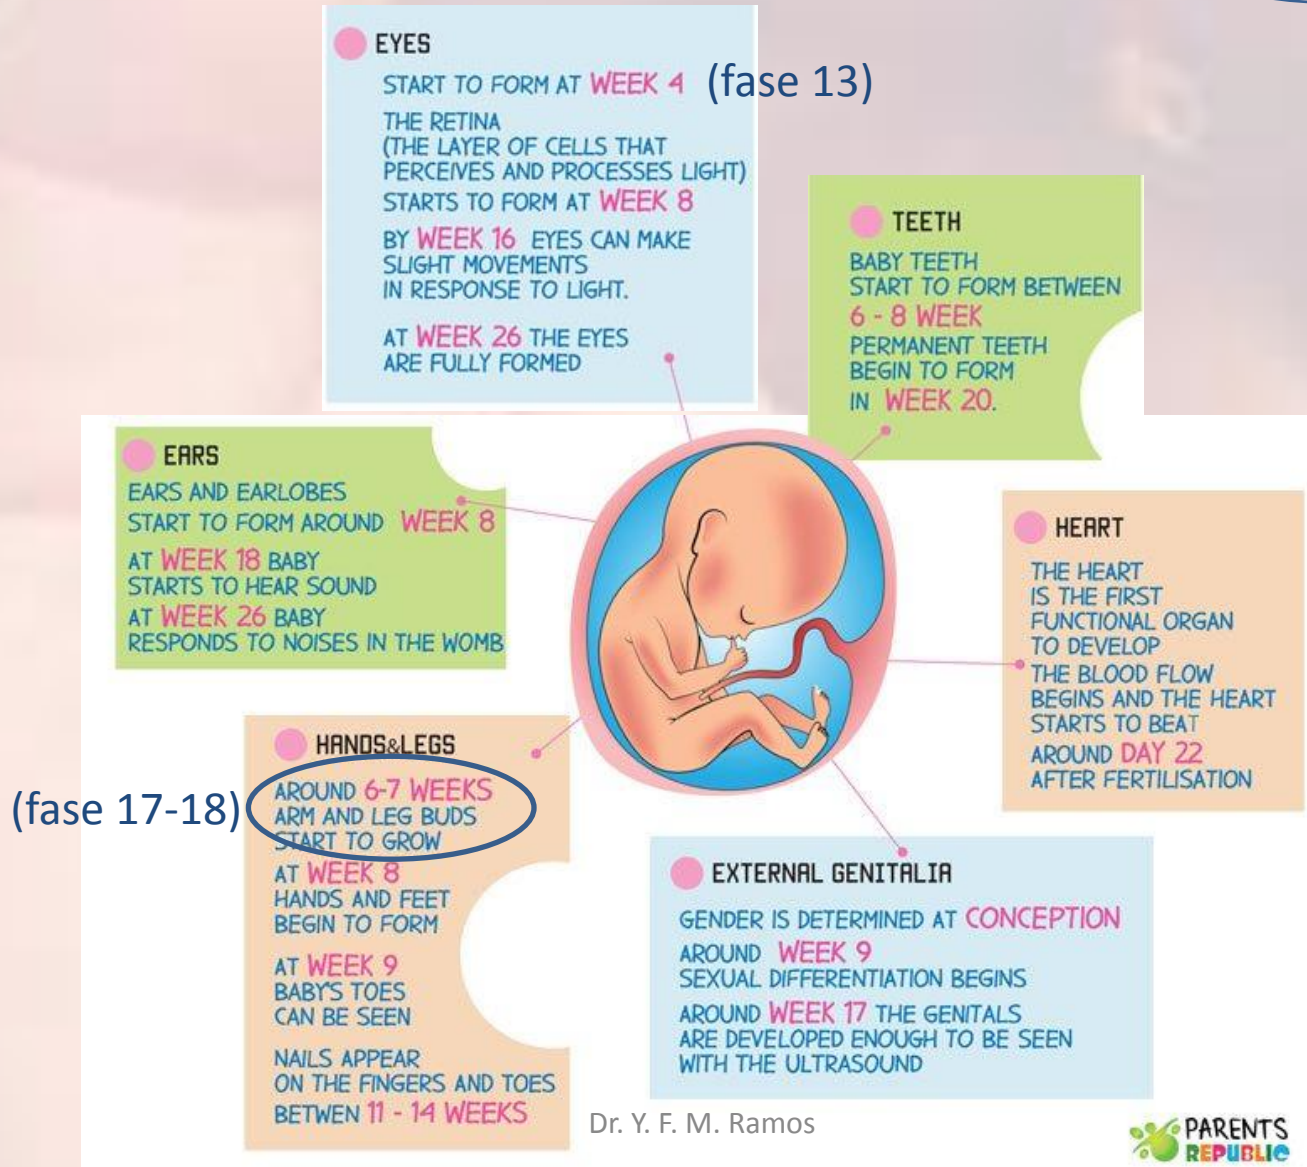 EYES
START TO FORM AT WEEK 4 (fase 13)
THE RETINA
(THE LAYER OF CELLS THAT
PERCEIVES AND PROCESSES LIGHT)
STARTS TO FORM AT WEEK 8
BY WEEK 16 EYES CAN MAKE
SLIGHT MOVEMENTS
IN RESPONSE TO LIGHT.
AT WEEK 26 THE EYES
ARE FULLY FORMED
TEETH
BABY TEETH
START TO FORM BETWEEN
6 - 8 WEEK
PERMANENT TEETH
BEGIN TO FORM
IN WEEK 20.
EARS
EARS AND EARLOBES
START TO FORM AROUND WEEK 8
AT WEEK 18 BABY
STARTS TO HEAR SOUND
AT WEEK 26 BABY
RESPONDS TO NOISES IN THE WOMB
HEART
THE HEART
IS THE FIRST
FUNCTIONAL ORGAN
TO DEVELOP
THE BLOOD FLOW
BEGINS AND THE HEART
STARTS TO BEAT
AROUND DAY 22
AFTER FERTILISATION
HANDS&LEGS
(fase 17-18)
AROUND 6-7 WEEKS
ARM AND LEG BUDS
START TO GROW
AT WEEK 8
HANDS AND FEET
BEGIN TO FORM
AT WEEK 9
BABY'S TOES
CAN BE SEEN
NAILS APPEAR
ON THE FINGERS AND TOES
BETWEN 11 - 14 WEEKS
EXTERNAL GENITALIA
GENDER IS DETERMINED AT CONCEPTION
AROUND WEEK 9
SEXUAL DIFFERENTIATION BEGINS
AROUND WEEK 17 THE GENITALS
ARE DEVELOPED ENOUGH TO BE SEEN
WITH THE ULTRASOUND
Dr. Y. F. M. Ramos
PARENTS
REPUBLIC